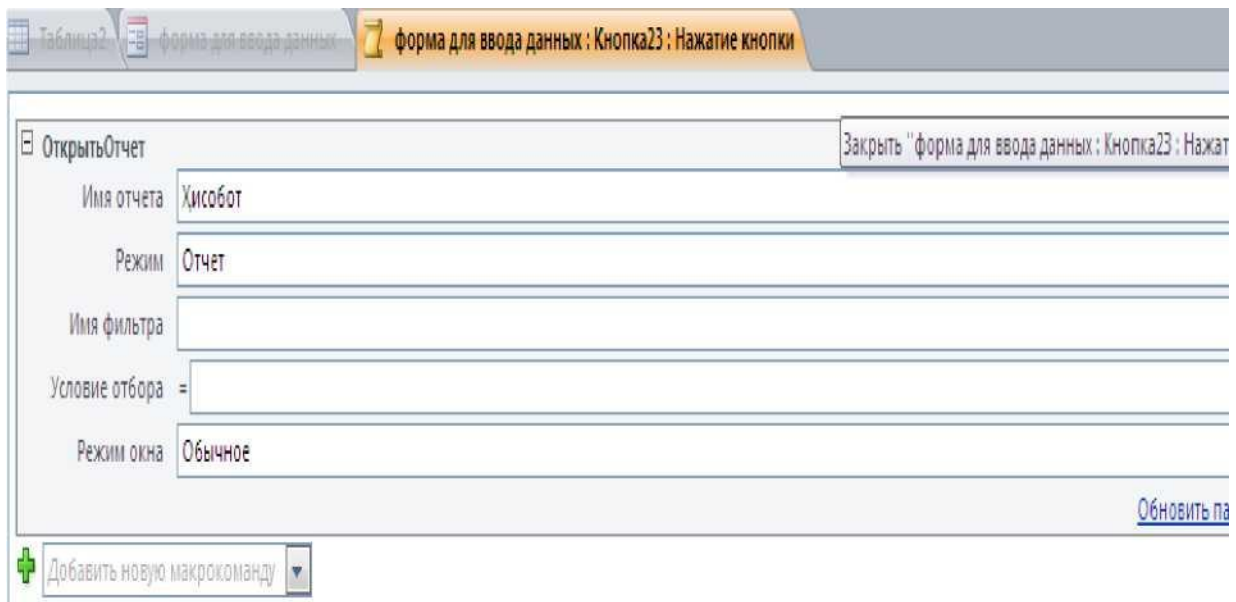 Таблица2 форма для ввода данных форма для ввода данных : Кнопка23 : Нажатие кнопки
ОткрытьОтчет Закрыть "форма для ввода данных : Кнопка23 : Нажат
Имя отчета Ҳисобот
Режим Отчет
Имя фильтра
Условие отбора =
Режим окна Обычное
Обновить па
Добавить новую макрокоманду